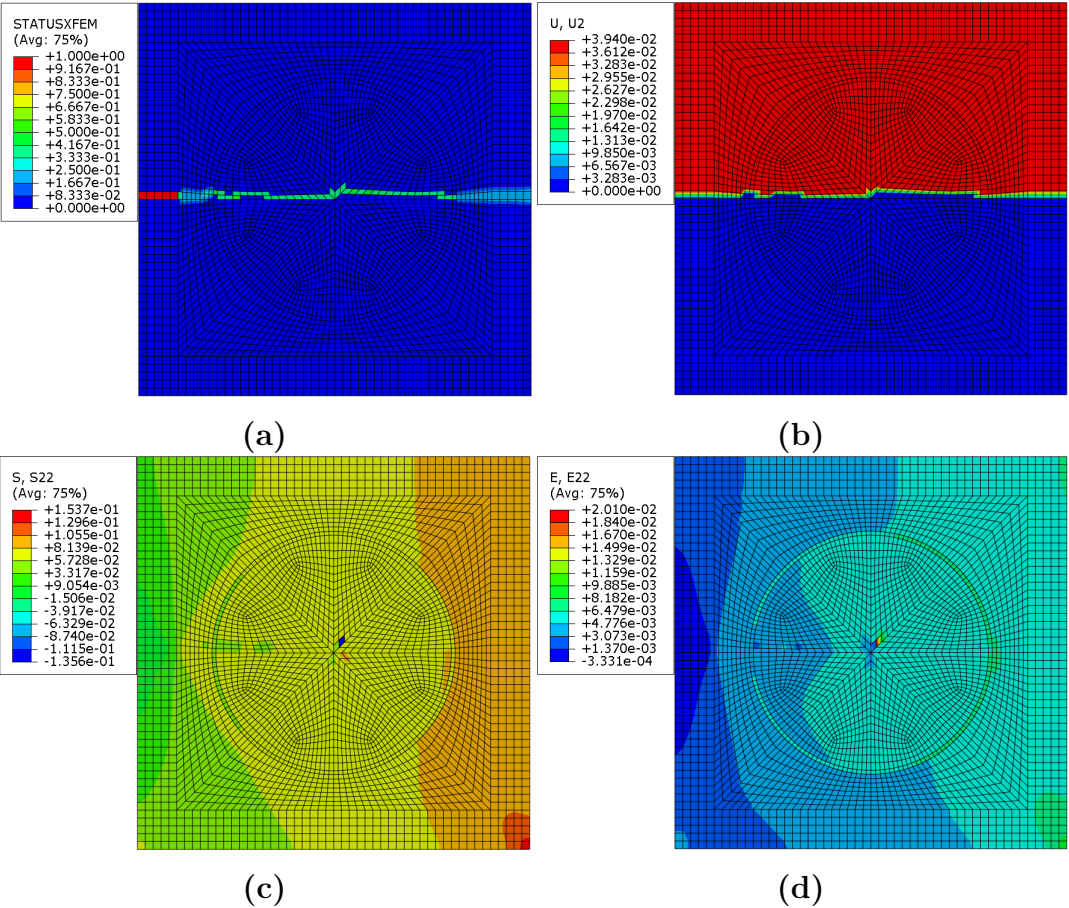 STATUSXFEM
(Avg: 75%)
+1.000e+00
+9.167e-01
+8.333e-01
+7.500e-01
+6.667e-01
+5.833e-01
+5.000e-01
+4.167e-01
+3.333e-01
+2.500e-01
+1.667e-01
+8.333e-02
+0.000e+00
U, U2
+3.940e-02
+3.612e-02
+3.283e-02
+2.955e-02
+2.627e-02
+2.298e-02
+1.970e-02
+1.642e-02
+1.313e-02
+9.850e-03
+6.567e-03
+3.283e-03
+0.000e+00
(a)
(b)
S, S22
(Avg: 75%)
+1.537e-01
+1.296e-01
+1.055e-01
+8.139e-02
+5.728e-02
+3.317e-02
+9.054e-03
-1.506e-02
-3.917e-02
-6.329e-02
-8.740e-02
-1.115e-01
-1.356e-01
E, E22
(Avg: 75%)
+2.010e-02
+1.840e-02
+1.670e-02
+1.499e-02
+1.329e-02
+1.159e-02
+9.885e-03
+8.182e-03
+6.479e-03
+4.776e-03
+3.073e-03
+1.370e-03
-3.331e-04
(c)
(d)